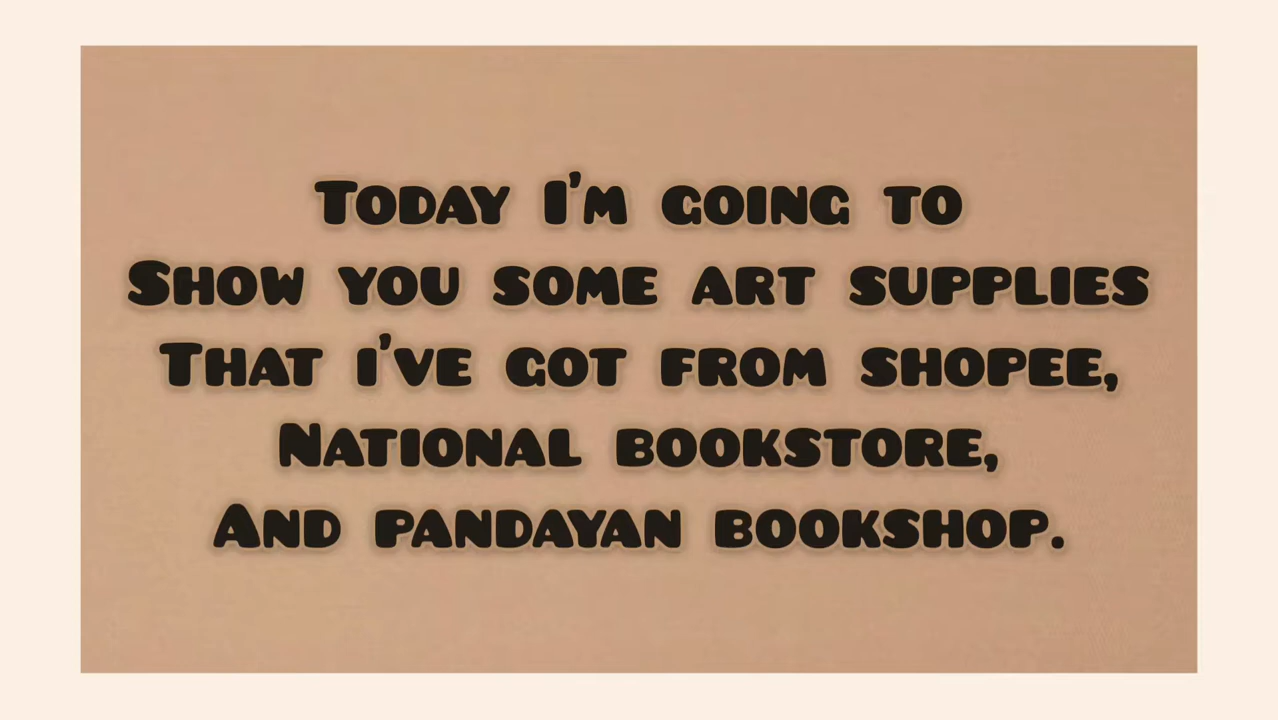 Today I'm going to
Show you some art supplies
That i've got from shopee,
National bookstore,
And pandayan bookshop.